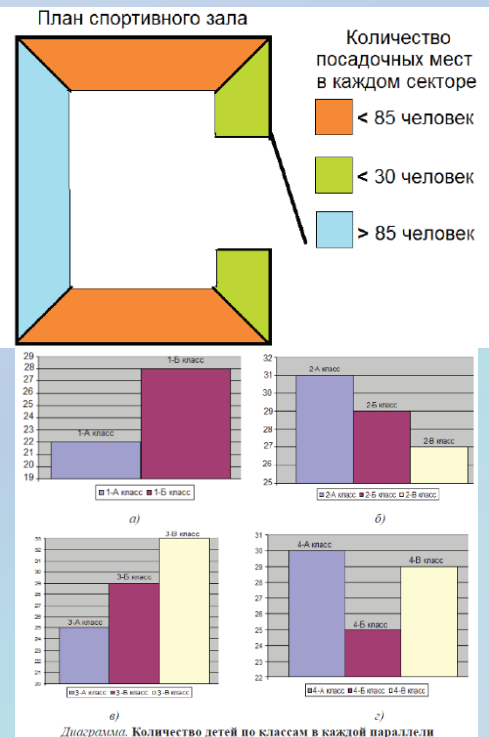 План спортивного зала
Количество
посадочных мест
в каждом секторе
< 85 человек
< 30 человек
> 85 человек
29
28
27
26
25
24
23
22
21
20
19
1-А класс
1-Б класс
1-А класс 1-Б класс
а)
32
31
30
29
28
27
26
25
2-А класс
2-Б класс
2-В класс
2-А класс 2-Б класс 2-В класс
б)
3-А класс
3-Б класс
3-В класс
3-А класс 3-Б класс 3-В класс
в)
31
30
29
28
27
26
25
24
23
22
4-А класс
4-Б класс
4-В класс
4-А класс 4-Б класс 4-В класс
г)
Диаграмма. Количество детей по классам в каждой параллели